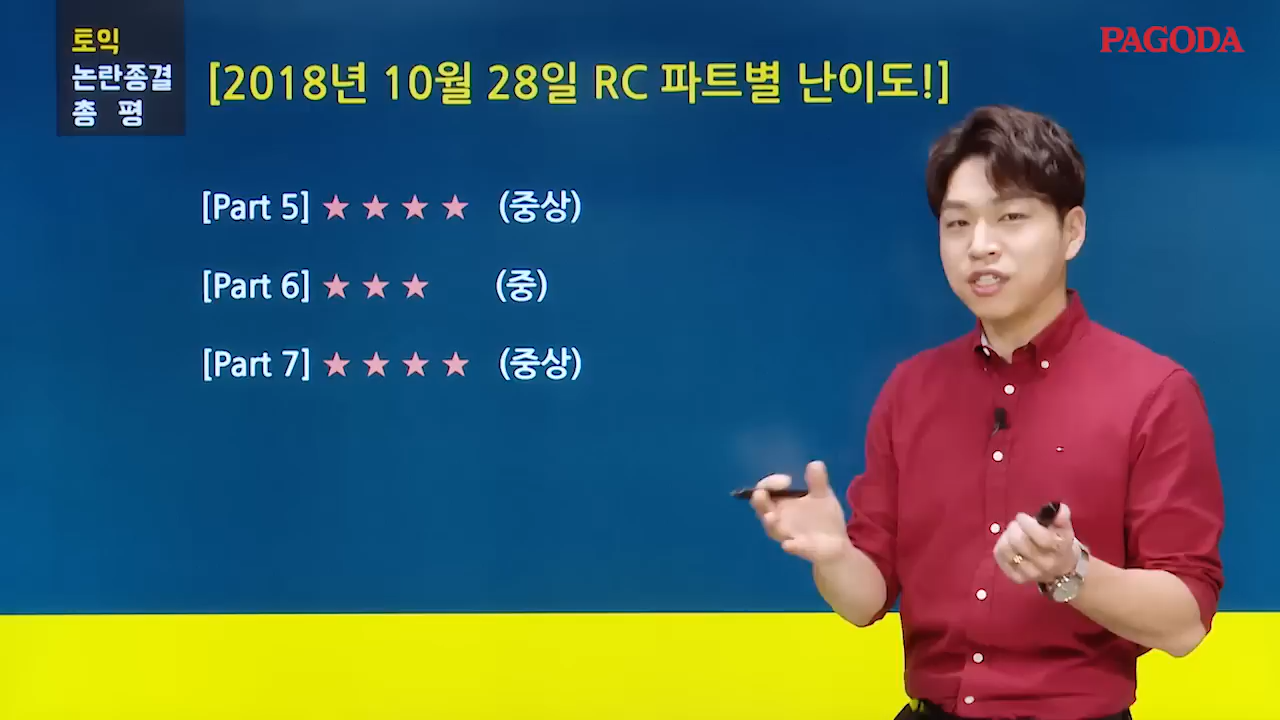 토익
논란종결
총 평
[2018년 10월 28일 RC 파트별 난이도!]
PAGODA
[Part 5] ★ ★ ★ ★ (중상)
[Part 6] ★ ★ ★ (중)
[Part 7] ★ ★ ★ ★ (중상)